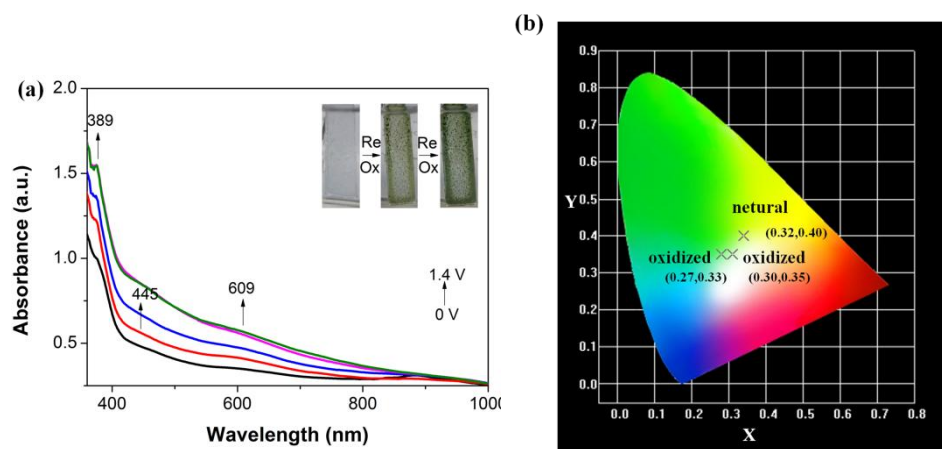 (a)
2.0
1.5
1.0
0.5
Absorbance (a.u.)
389
445
609
Re
Ox
Re
Ox
1.4 V
0 V
400
600
800
1000
Wavelength (nm)
(b)
0.9
0.8
0.7
0.6
0.5
0.4
0.3
0.2
0.1
0.0
Y
netural
(0.32,0.40)
oxidized
(0.27,0.33)
oxidized
(0.30,0.35)
0.0 0.1 0.2 0.3 0.4 0.5 0.6 0.7 0.8
X